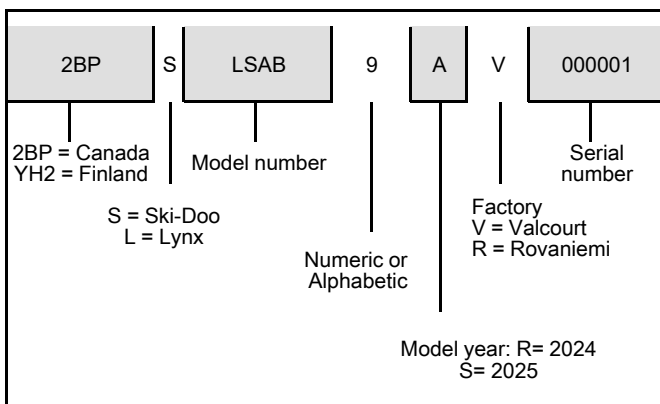 2BP S LSAB 9 A V 000001
2BP = Canada
YH2 = Finland
Model number
Serial
number
S = Ski-Doo
L = Lynx
Factory
V = Valcourt
R = Rovaniemi
Numeric or
Alphabetic
Model year: R= 2024
S= 2025